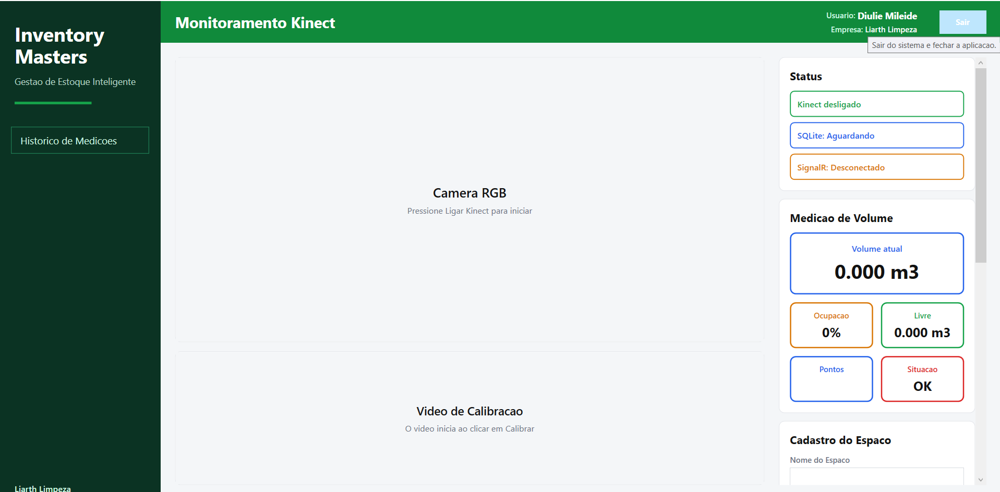 Inventory
Masters
Gestao de Estoque Inteligente
Historico de Medicoes
Liarth Limpeza
Monitoramento Kinect
Usuario: Diulie Mileide
Empresa: Liarth Limpeza
Sair
Sair do sistema e fechar a aplicacao.
Camera RGB
Pressione Ligar Kinect para iniciar
Video de Calibracao
O video inicia ao clicar em Calibrar
Status
Kinect desligado
SQLite: Aguardando
SignalR: Desconectado
Medicao de Volume
Volume atual
0.000 m3
Ocupacao
0%
Livre
0.000 m3
Pontos
Situacao
OK
Cadastro do Espaco
Nome do Espaco